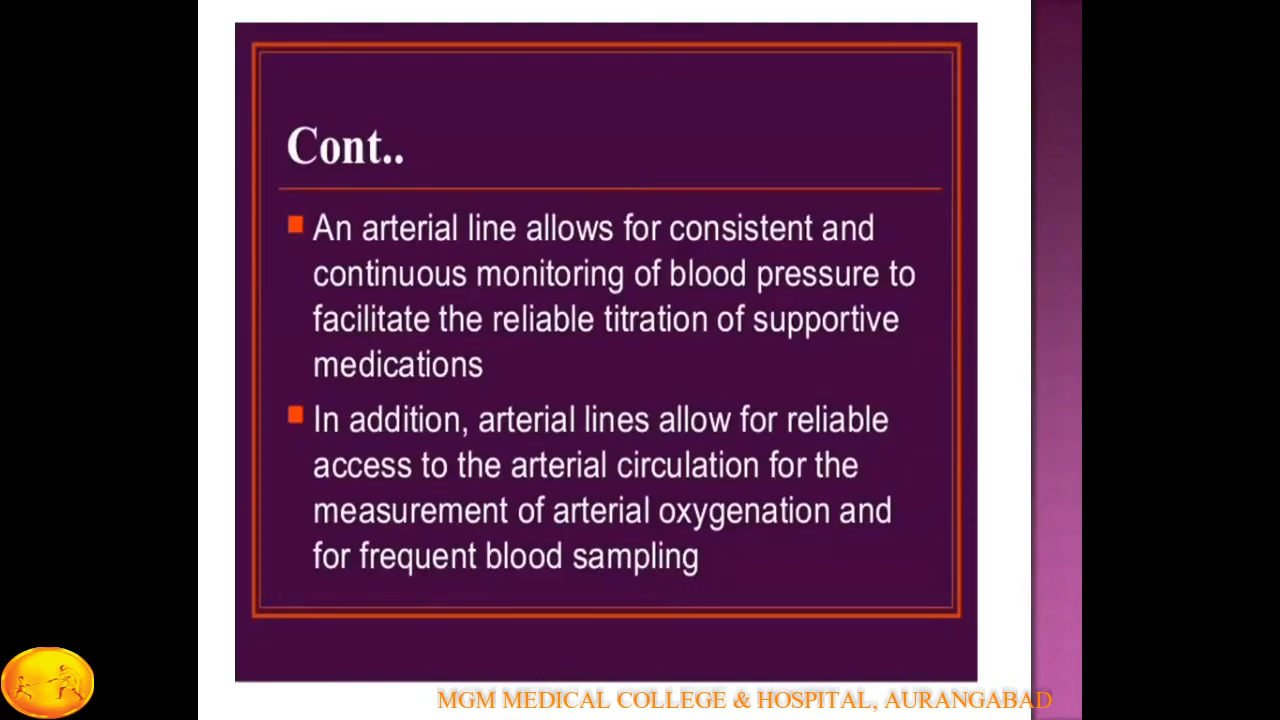 Cont..
An arterial line allows for consistent and
continuous monitoring of blood pressure to
facilitate the reliable titration of supportive
medications
In addition, arterial lines allow for reliable
access to the arterial circulation for the
measurement of arterial oxygenation and
for frequent blood sampling
MGM MEDICAL COLLEGE & HOSPITAL, AURANGABAD